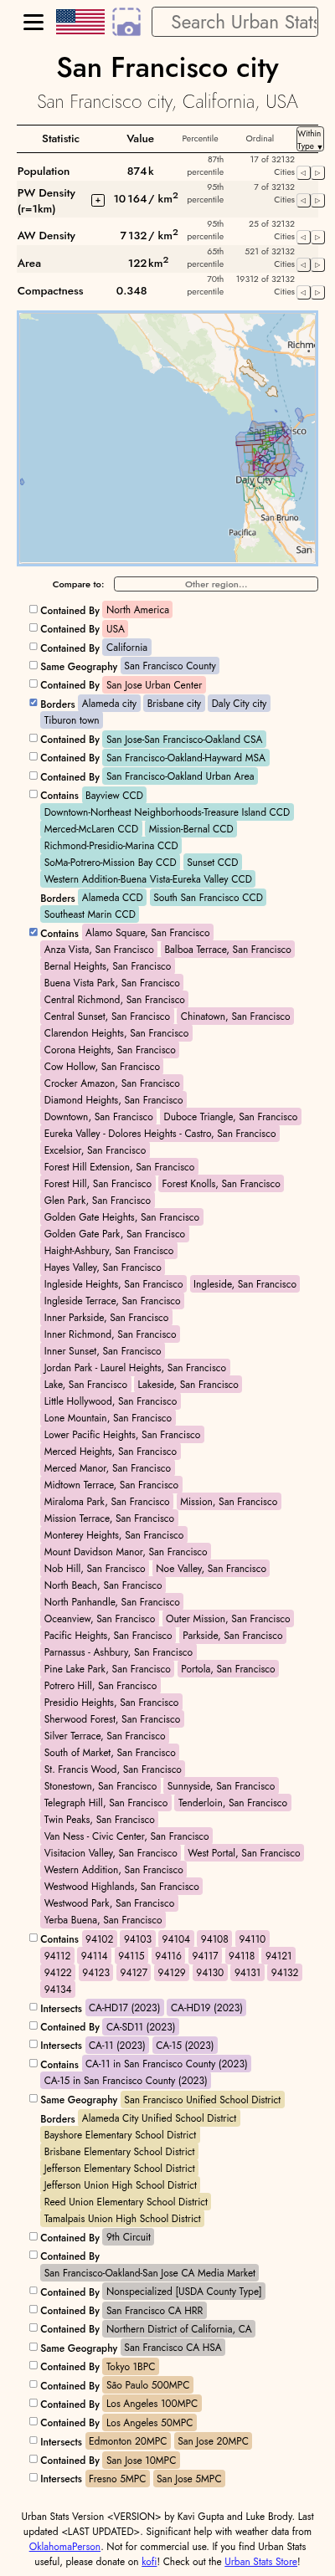 Search Urban Stats
San Francisco city
San Francisco city, California, USA
Statistic Value Percentile Ordinal Within Type ▼
Population 874k 87th percentile 17 of 32132 Cities ◁ ▷
PW Density (r=1km) + 10 164 / km2 95th percentile 7 of 32132 Cities ◁ ▷
AW Density 7 132 / km2 95th percentile 25 of 32132 Cities ◁ ▷
Area 122 km2 65th percentile 521 of 32132 Cities ◁ ▷
Compactness 0.348 70th percentile 19312 of 32132 Cities ◁ ▷
Richmo
San Francisco
Daly City
San Bruno
Pacifica
San
Compare to: Other region...
Contained By North America
Contained By USA
Contained By California
Same Geography San Francisco County
Contained By San Jose Urban Center
Borders Alameda city Brisbane city Daly City city
Tiburon town
Contained By San Jose-San Francisco-Oakland CSA
Contained By San Francisco-Oakland-Hayward MSA
Contained By San Francisco-Oakland Urban Area
Contains Bayview CCD
Downtown-Northeast Neighborhoods-Treasure Island CCD
Merced-McLaren CCD Mission-Bernal CCD
Richmond-Presidio-Marina CCD
SoMa-Potrero-Mission Bay CCD Sunset CCD
Western Addition-Buena Vista-Eureka Valley CCD
Borders Alameda CCD South San Francisco CCD
Southeast Marin CCD
Contains Alamo Square, San Francisco
Anza Vista, San Francisco Balboa Terrace, San Francisco
Bernal Heights, San Francisco
Buena Vista Park, San Francisco
Central Richmond, San Francisco
Central Sunset, San Francisco Chinatown, San Francisco
Clarendon Heights, San Francisco
Corona Heights, San Francisco
Cow Hollow, San Francisco
Crocker Amazon, San Francisco
Diamond Heights, San Francisco
Downtown, San Francisco Duboce Triangle, San Francisco
Eureka Valley - Dolores Heights - Castro, San Francisco
Excelsior, San Francisco
Forest Hill Extension, San Francisco
Forest Hill, San Francisco Forest Knolls, San Francisco
Glen Park, San Francisco
Golden Gate Heights, San Francisco
Golden Gate Park, San Francisco
Haight-Ashbury, San Francisco
Hayes Valley, San Francisco
Ingleside Heights, San Francisco Ingleside, San Francisco
Ingleside Terrace, San Francisco
Inner Parkside, San Francisco
Inner Richmond, San Francisco
Inner Sunset, San Francisco
Jordan Park - Laurel Heights, San Francisco
Lake, San Francisco Lakeside, San Francisco
Little Hollywood, San Francisco
Lone Mountain, San Francisco
Lower Pacific Heights, San Francisco
Merced Heights, San Francisco
Merced Manor, San Francisco
Midtown Terrace, San Francisco
Miraloma Park, San Francisco Mission, San Francisco
Mission Terrace, San Francisco
Monterey Heights, San Francisco
Mount Davidson Manor, San Francisco
Nob Hill, San Francisco Noe Valley, San Francisco
North Beach, San Francisco
North Panhandle, San Francisco
Oceanview, San Francisco Outer Mission, San Francisco
Pacific Heights, San Francisco Parkside, San Francisco
Parnassus - Ashbury, San Francisco
Pine Lake Park, San Francisco Portola, San Francisco
Potrero Hill, San Francisco
Presidio Heights, San Francisco
Sherwood Forest, San Francisco
Silver Terrace, San Francisco
South of Market, San Francisco
St. Francis Wood, San Francisco
Stonestown, San Francisco Sunnyside, San Francisco
Telegraph Hill, San Francisco Tenderloin, San Francisco
Twin Peaks, San Francisco
Van Ness - Civic Center, San Francisco
Visitacion Valley, San Francisco West Portal, San Francisco
Western Addition, San Francisco
Westwood Highlands, San Francisco
Westwood Park, San Francisco
Yerba Buena, San Francisco
Contains 94102 94103 94104 94108 94110
94112 94114 94115 94116 94117 94118 94121
94122 94123 94127 94129 94130 94131 94132
94134
Intersects CA-HD17 (2023) CA-HD19 (2023)
Contained By CA-SD11 (2023)
Intersects CA-11 (2023) CA-15 (2023)
Contains CA-11 in San Francisco County (2023)
CA-15 in San Francisco County (2023)
Same Geography San Francisco Unified School District
Borders Alameda City Unified School District
Bayshore Elementary School District
Brisbane Elementary School District
Jefferson Elementary School District
Jefferson Union High School District
Reed Union Elementary School District
Tamalpais Union High School District
Contained By 9th Circuit
Contained By
San Francisco-Oakland-San Jose CA Media Market
Contained By Nonspecialized [USDA County Type]
Contained By San Francisco CA HRR
Contained By Northern District of California, CA
Same Geography San Francisco CA HSA
Contained By Tokyo 1BPC
Contained By São Paulo 500MPC
Contained By Los Angeles 100MPC
Contained By Los Angeles 50MPC
Intersects Edmonton 20MPC San Jose 20MPC
Contained By San Jose 10MPC
Intersects Fresno 5MPC San Jose 5MPC
Urban Stats Version <VERSION> by Kavi Gupta and Luke Brody. Last
updated <LAST UPDATED>. Significant help with weather data from
OklahomaPerson. Not for commercial use. If you find Urban Stats
useful, please donate on kofi! Check out the Urban Stats Store!